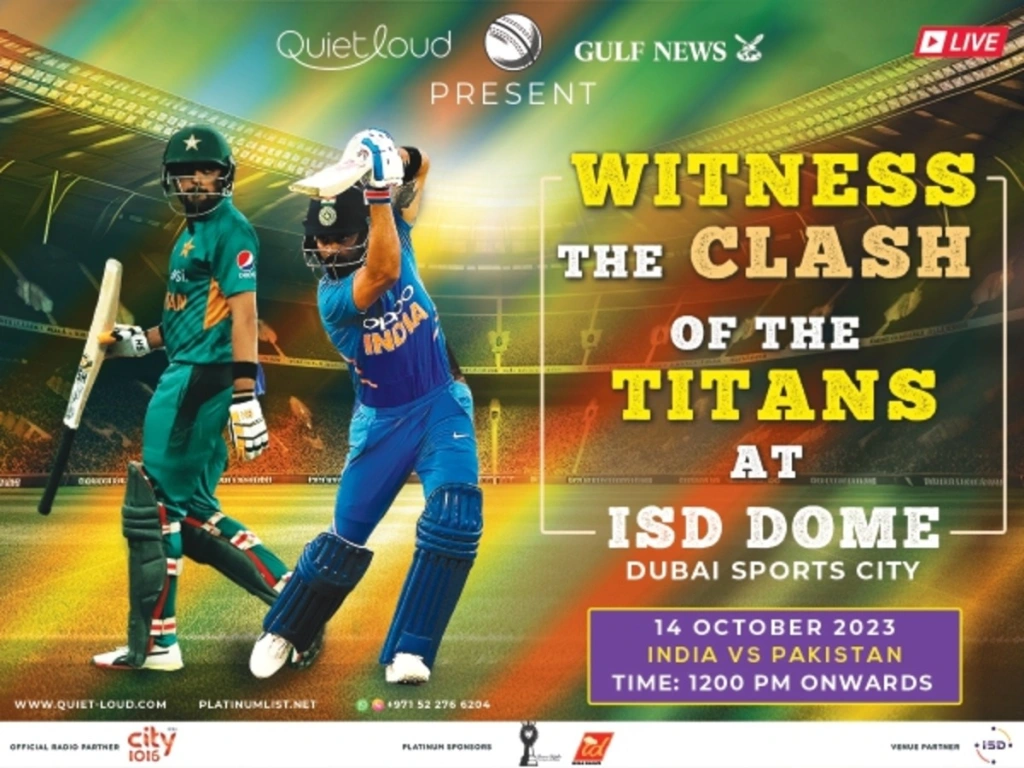 Quietloud
GULF NEWS
LIVE
PRESENT
WITNESS
THE CLASH
OF THE
TITANS
AT
ISD DOME
DUBAI SPORTS CITY
14 OCTOBER 2023
INDIA VS PAKISTAN
TIME: 1200 PM ONWARDS
oppo
INDIA
WWW.QUIET-LOUD.COM
PLATINUMLIST.NET
+971 52 276 6204
OFFICIAL RADIO PARTNER
city
1016
PLATINUM SPONSORS
VENUE PARTNER
iSD